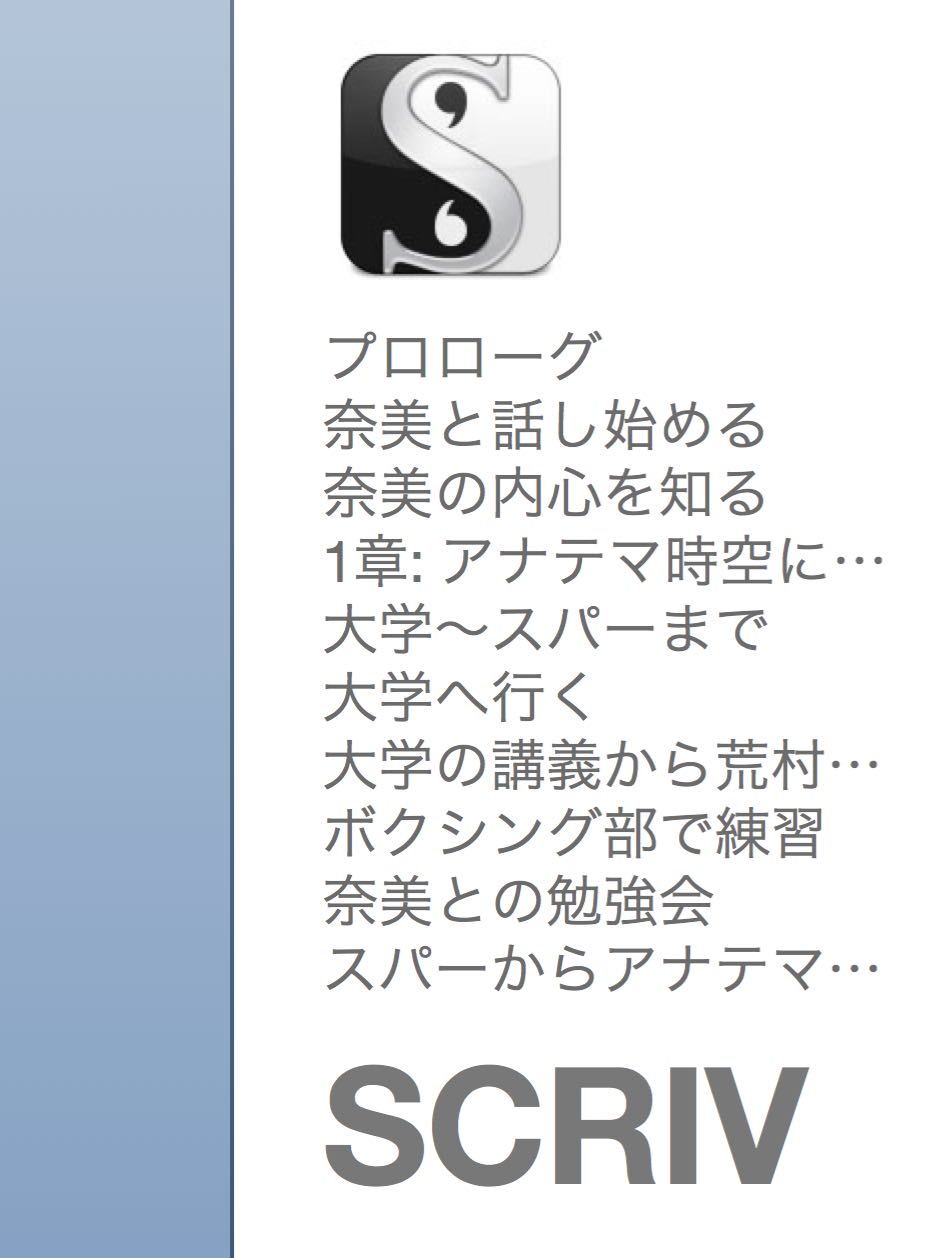 プロローグ
奈美と話し始める
奈美の内心を知る
1章: アナテマ時空に…
大学〜スパーまで
大学へ行く
大学の講義から荒村…
ボクシング部で練習
奈美との勉強会
スパーからアナテマ…
SCRIV